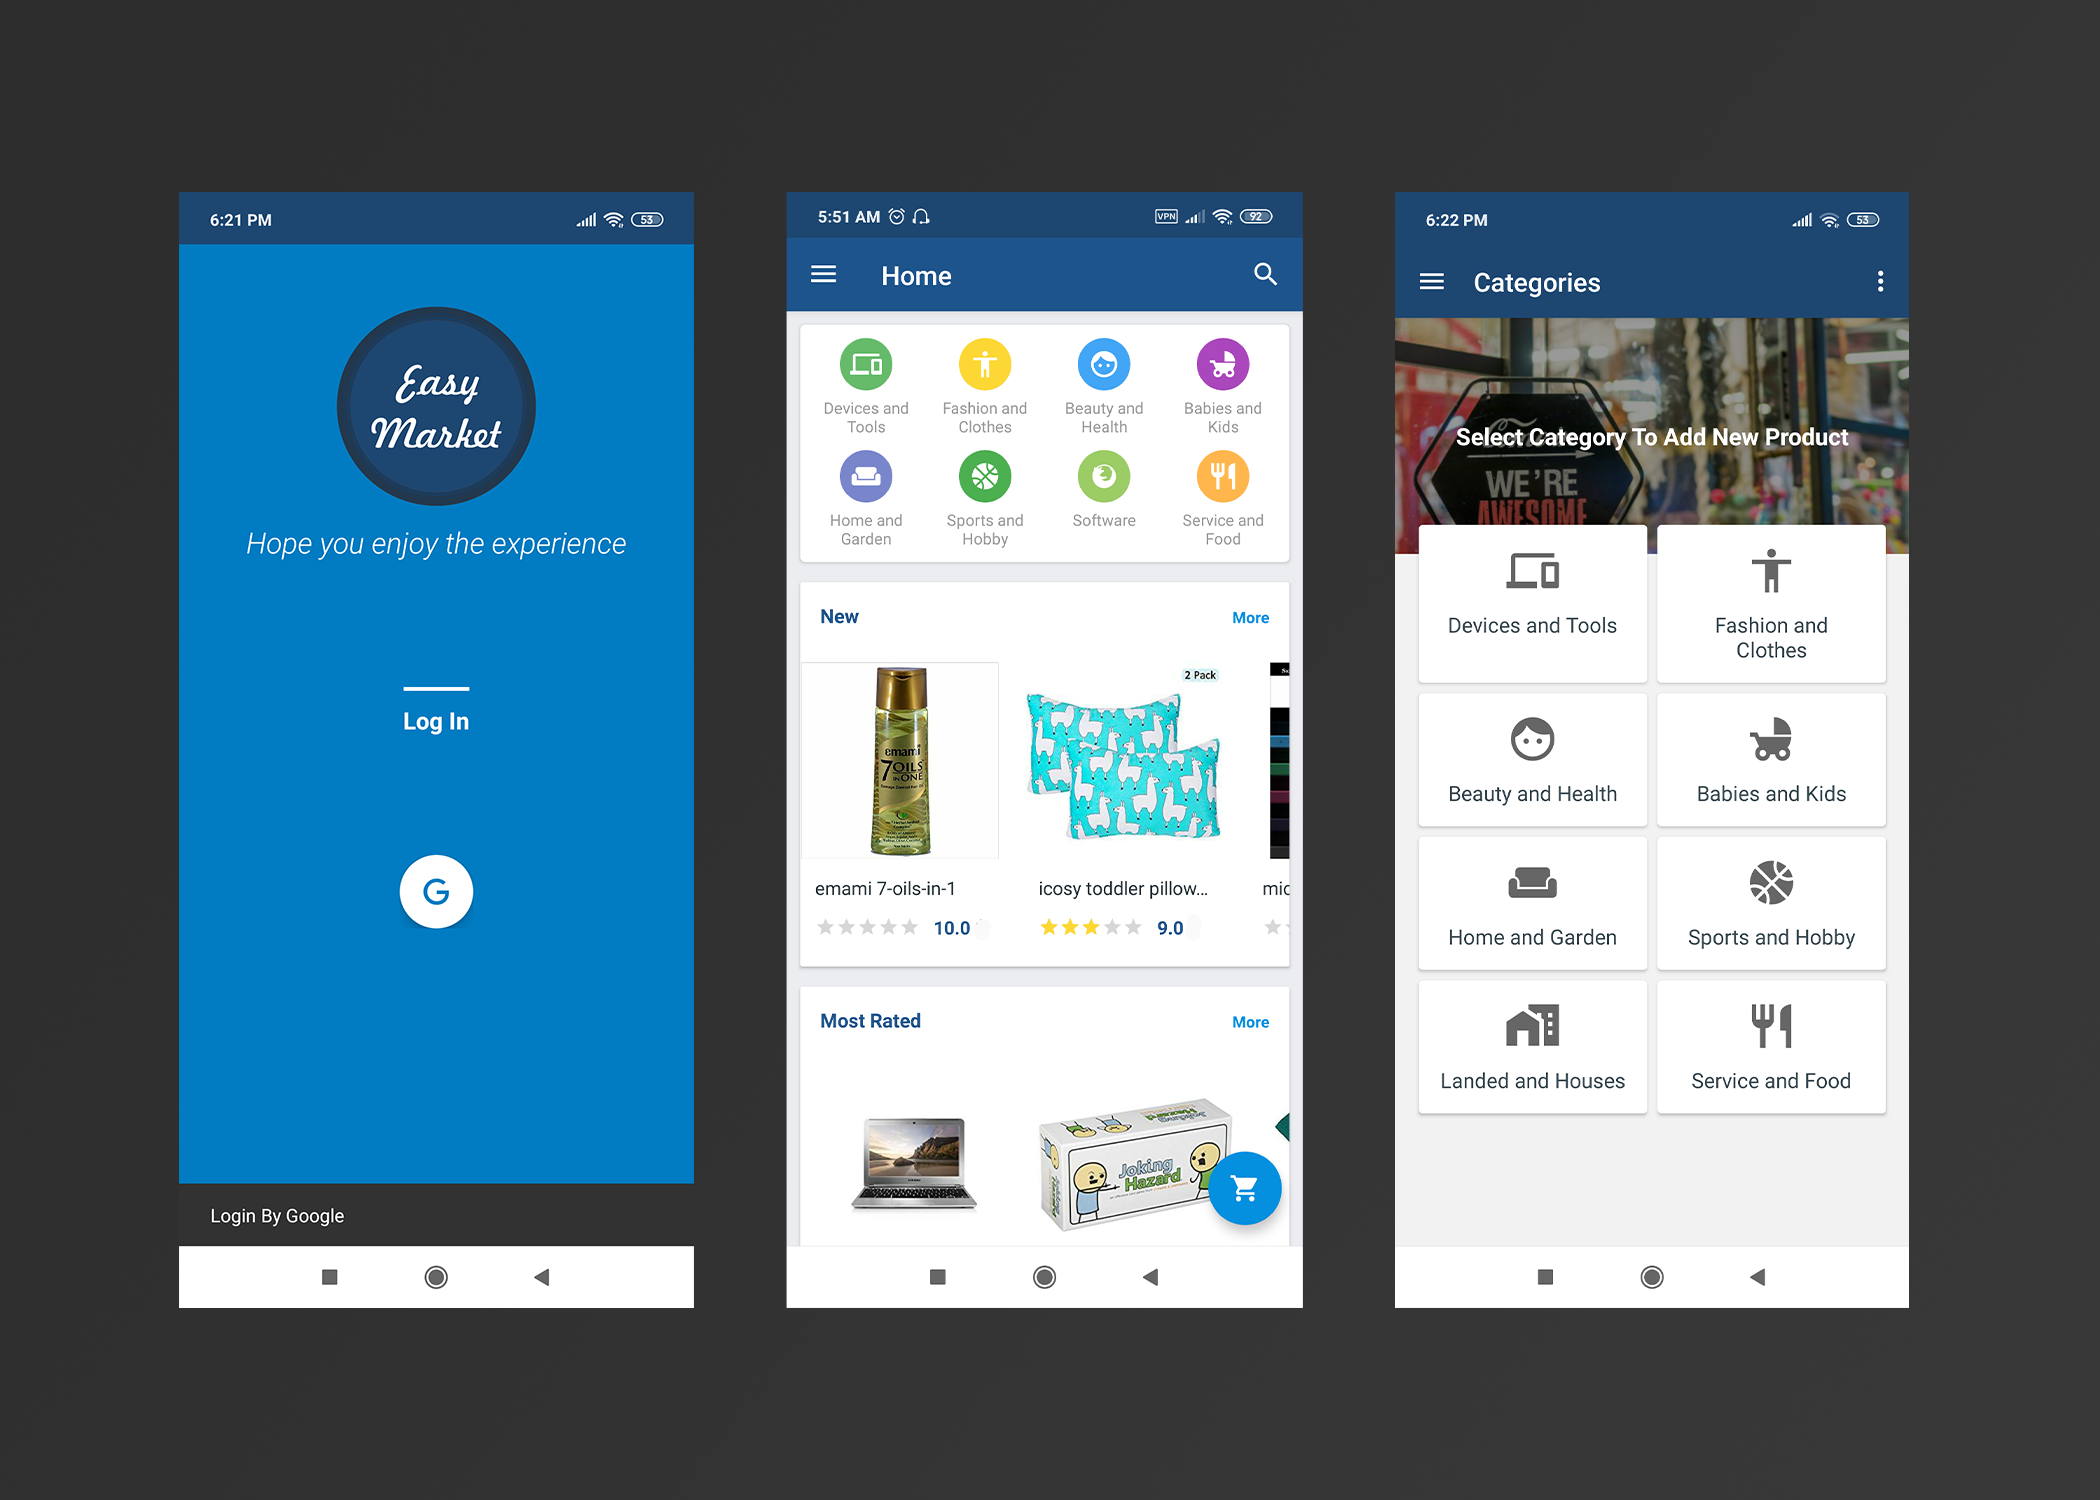 6:21 PM
53
Easy
Market
Hope you enjoy the experience
Log In
G
Login By Google
5:51 AM
VPN
92
Home
Devices and
Tools
Fashion and
Clothes
Beauty and
Health
Babies and
Kids
Home and
Garden
Sports and
Hobby
Software
Service and
Food
New
More
emami
7 OILS
IN ONE
2 Pack
emami 7-oils-in-1
10.0
icosy toddler pillow...
9.0
mic
Most Rated
More
Joking
Hazard
Joking
Hazard
6:22 PM
53
Categories
Select Category To Add New Product
WE'RE
AWESOME
Devices and Tools
Fashion and
Clothes
Beauty and Health
Babies and Kids
Home and Garden
Sports and Hobby
Landed and Houses
Service and Food